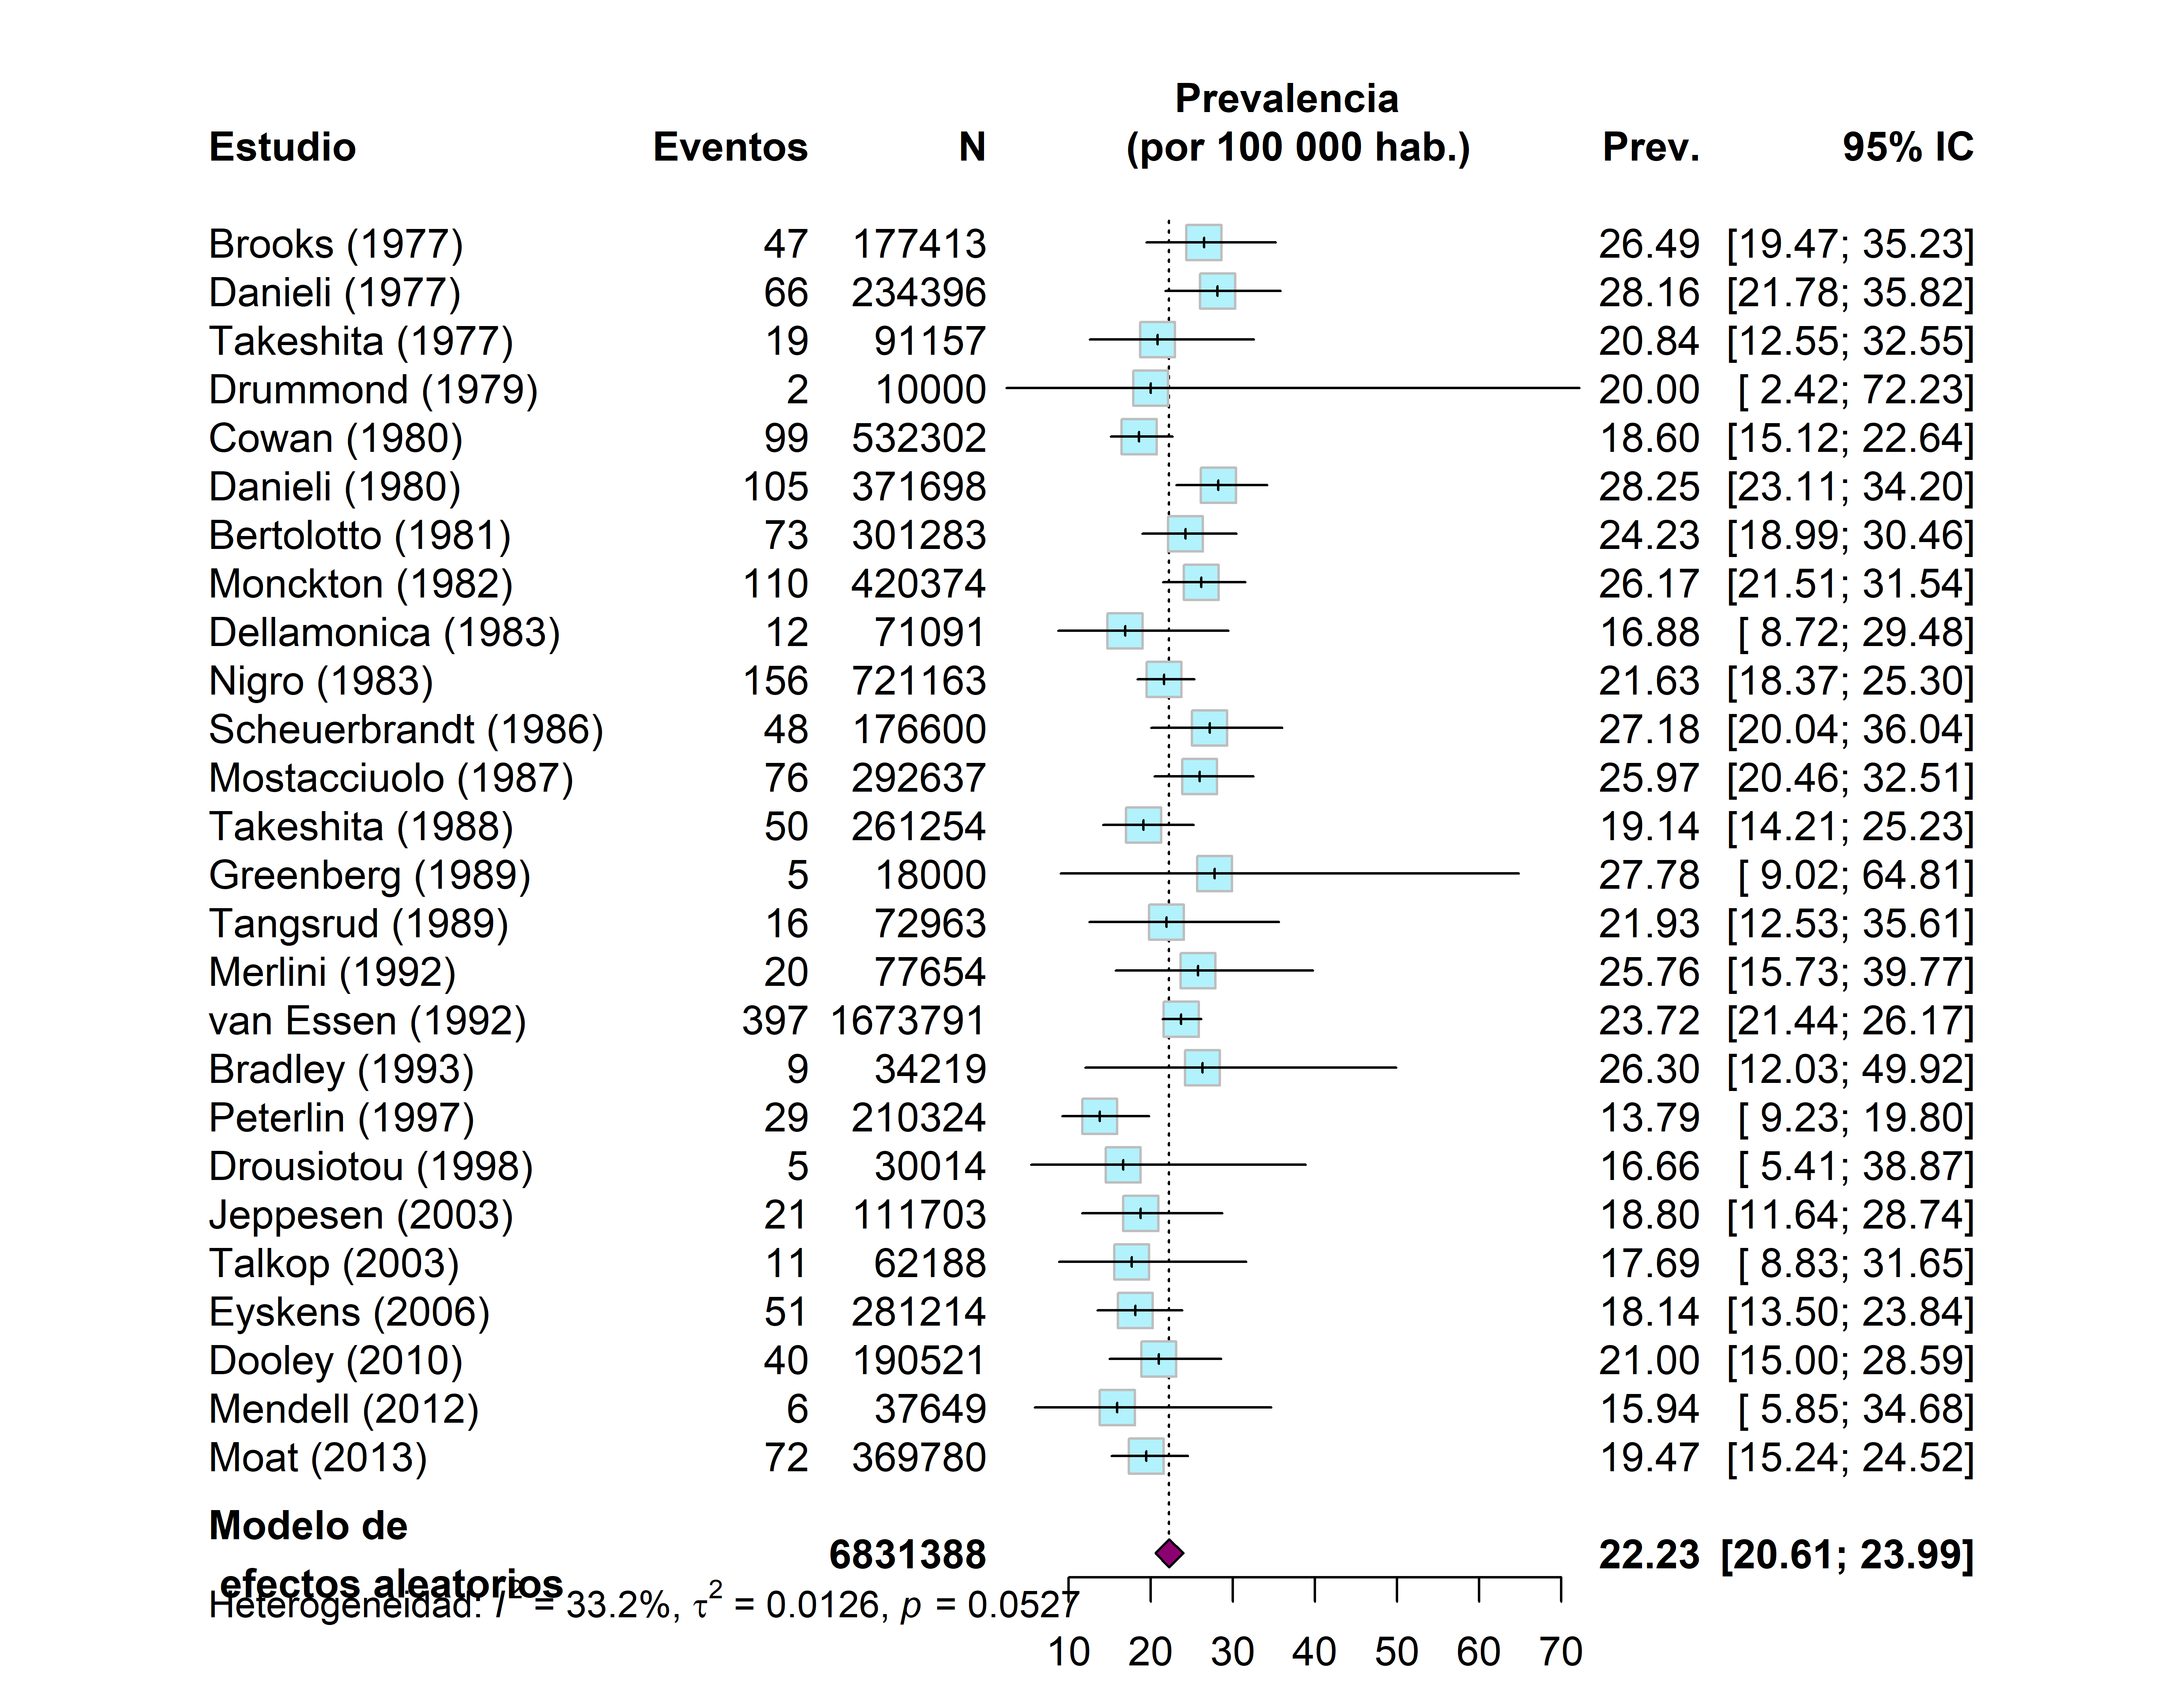 Prevalencia
Estudio Eventos N (por 100 000 hab.) Prev. 95% IC
Brooks (1977) 47 177413 26.49 [19.47; 35.23]
Danieli (1977) 66 234396 28.16 [21.78; 35.82]
Takeshita (1977) 19 91157 20.84 [12.55; 32.55]
Drummond (1979) 2 10000 20.00 [ 2.42; 72.23]
Cowan (1980) 99 532302 18.60 [15.12; 22.64]
Danieli (1980) 105 371698 28.25 [23.11; 34.20]
Bertolotto (1981) 73 301283 24.23 [18.99; 30.46]
Monckton (1982) 110 420374 26.17 [21.51; 31.54]
Dellamonica (1983) 12 71091 16.88 [ 8.72; 29.48]
Nigro (1983) 156 721163 21.63 [18.37; 25.30]
Scheuerbrandt (1986) 48 176600 27.18 [20.04; 36.04]
Mostacciuolo (1987) 76 292637 25.97 [20.46; 32.51]
Takeshita (1988) 50 261254 19.14 [14.21; 25.23]
Greenberg (1989) 5 18000 27.78 [ 9.02; 64.81]
Tangsrud (1989) 16 72963 21.93 [12.53; 35.61]
Merlini (1992) 20 77654 25.76 [15.73; 39.77]
van Essen (1992) 397 1673791 23.72 [21.44; 26.17]
Bradley (1993) 9 34219 26.30 [12.03; 49.92]
Peterlin (1997) 29 210324 13.79 [ 9.23; 19.80]
Drousiotou (1998) 5 30014 16.66 [ 5.41; 38.87]
Jeppesen (2003) 21 111703 18.80 [11.64; 28.74]
Talkop (2003) 11 62188 17.69 [ 8.83; 31.65]
Eyskens (2006) 51 281214 18.14 [13.50; 23.84]
Dooley (2010) 40 190521 21.00 [15.00; 28.59]
Mendell (2012) 6 37649 15.94 [ 5.85; 34.68]
Moat (2013) 72 369780 19.47 [15.24; 24.52]
Modelo de
6831388 22.23 [20.61; 23.99]
efectos aleatorios
Heterogeneidad: I² = 33.2%, τ² = 0.0126, p = 0.0527
10 20 30 40 50 60 70